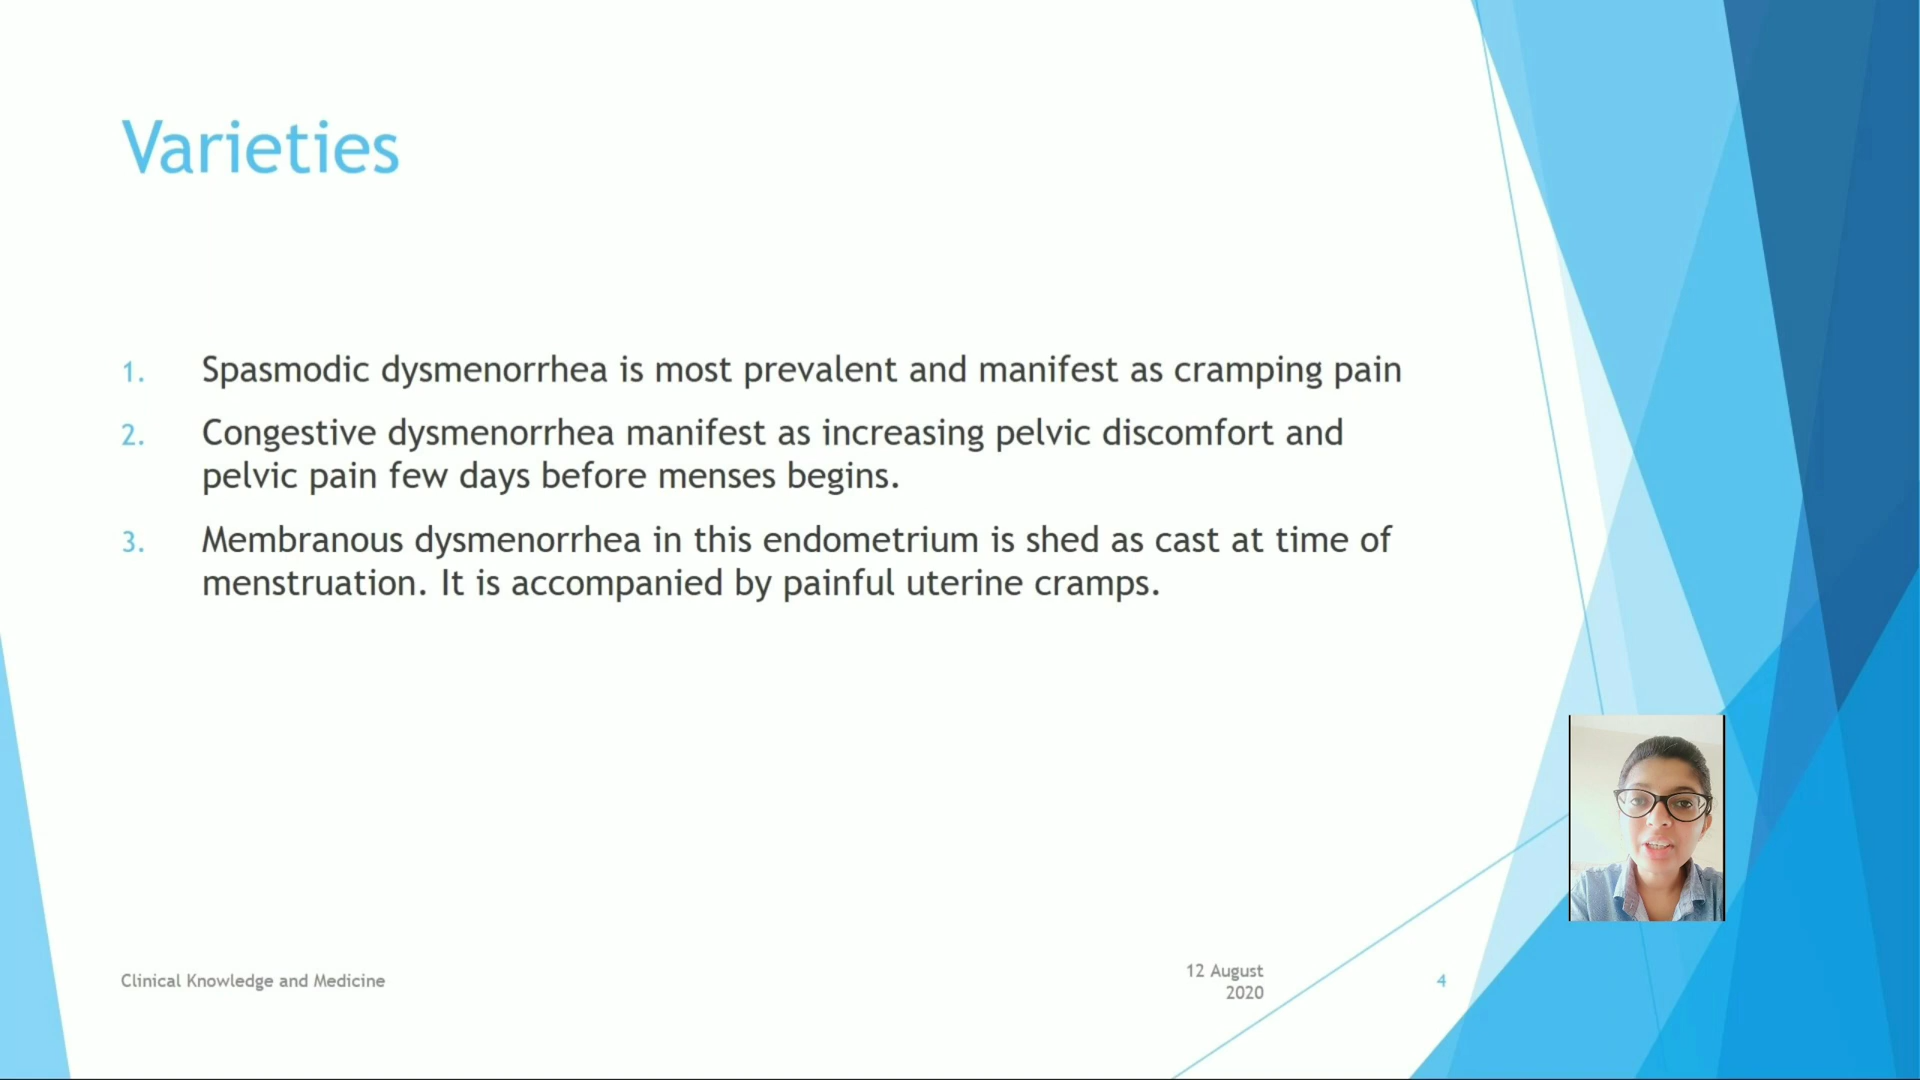 Varieties
1. Spasmodic dysmenorrhea is most prevalent and manifest as cramping pain
2. Congestive dysmenorrhea manifest as increasing pelvic discomfort and
pelvic pain few days before menses begins.
3. Membranous dysmenorrhea in this endometrium is shed as cast at time of
menstruation. It is accompanied by painful uterine cramps.
Clinical Knowledge and Medicine
12 August
2020
4